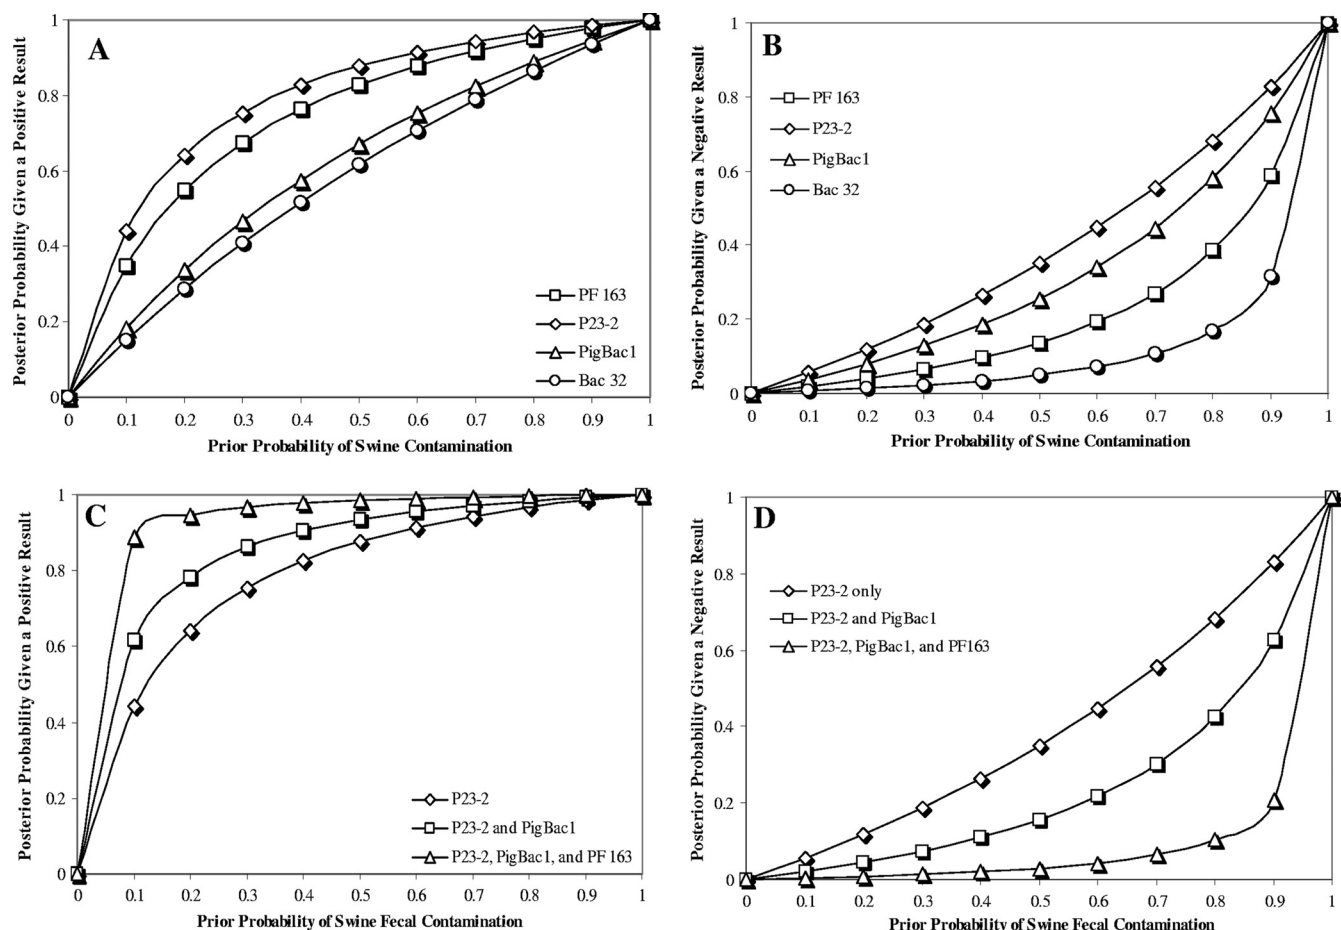 A
Posterior Probability Given a Positive Result
1
0.8
0.6
0.4
0.2
0
PF 163
P23-2
PigBac1
Bac 32
0 0.1 0.2 0.3 0.4 0.5 0.6 0.7 0.8 0.9 1
Prior Probability of Swine Contamination
B
Posterior Probability Given a Negative Result
1
0.8
0.6
0.4
0.2
0
PF 163
P23-2
PigBac1
Bac 32
0 0.1 0.2 0.3 0.4 0.5 0.6 0.7 0.8 0.9 1
Prior Probability of Swine Contamination
C
Posterior Probability Given a Positive Result
1
0.8
0.6
0.4
0.2
0
P23-2
P23-2 and PigBac1
P23-2, PigBac1, and PF 163
0 0.1 0.2 0.3 0.4 0.5 0.6 0.7 0.8 0.9 1
Prior Probability of Swine Fecal Contamination
D
Posterior Probability Given a Negative Result
1
0.8
0.6
0.4
0.2
0
P23-2 only
P23-2 and PigBac1
P23-2, PigBac1, and PF163
0 0.1 0.2 0.3 0.4 0.5 0.6 0.7 0.8 0.9 1
Prior Probability of Swine Fecal Contamination